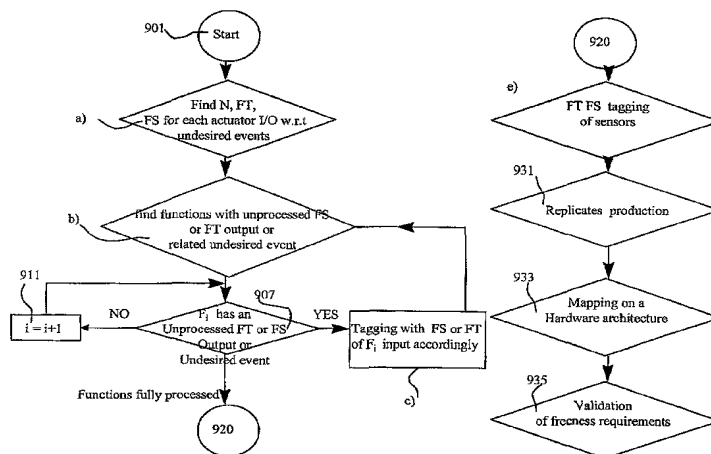 901
Start
a)
Find N, FT,
FS for each actuator I/O w.r.t
undesired events
b)
find functions with unprocessed FS
or FT output or
related undesired event
911
i = i+1
NO
907
Fi has an
Unprocessed FT or FS
Output or
Undesired event
YES
Tagging with FS or FT
of Fi input accordingly
c)
Functions fully processed
920
920
e)
FT FS tagging
of sensors
931
Replicates production
933
Mapping on a
Hardware architecture
935
Validation
of freeness requirements